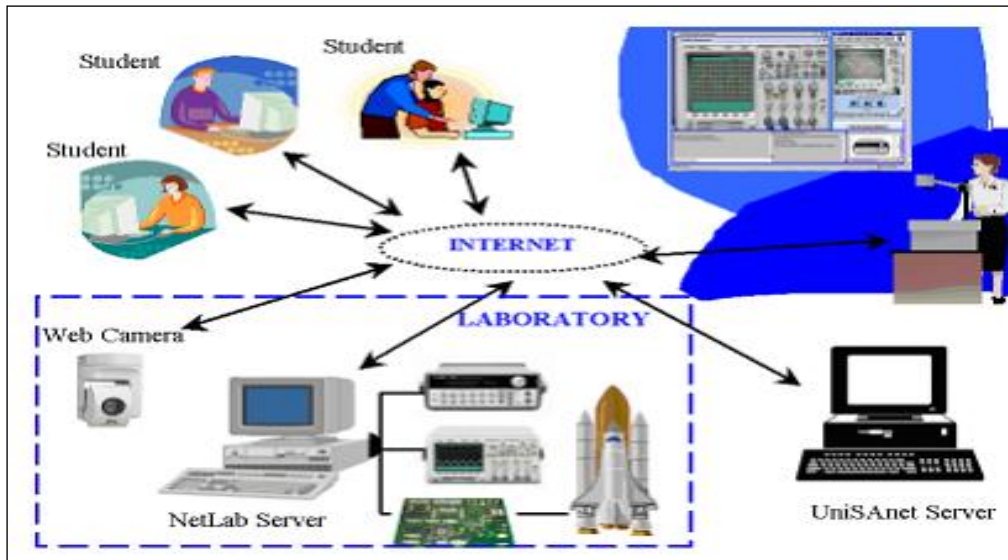 Student
Student
Student
INTERNET
LABORATORY
Web Camera
NetLab Server
UniSAnet Server